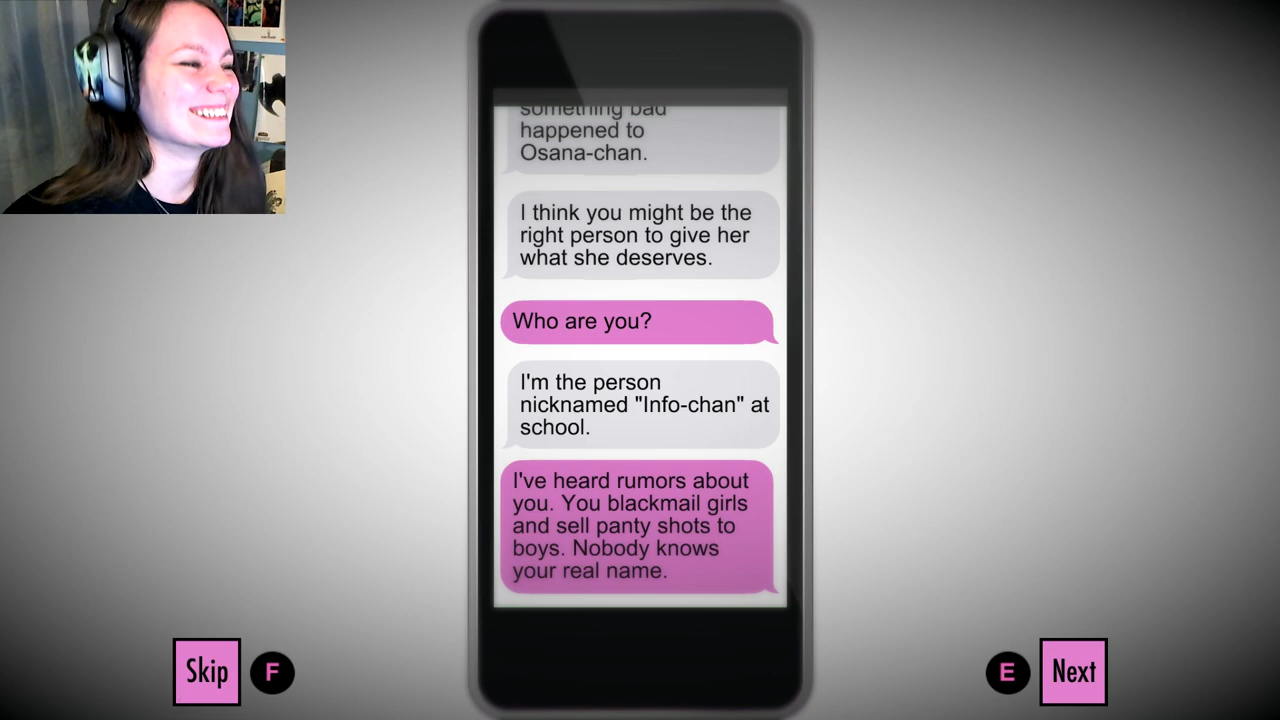 something bad
happened to
Osana-chan.
I think you might be the
right person to give her
what she deserves.
Who are you?
I'm the person
nicknamed "Info-chan" at
school.
I've heard rumors about
you. You blackmail girls
and sell panty shots to
boys. Nobody knows
your real name.
Skip F
E Next